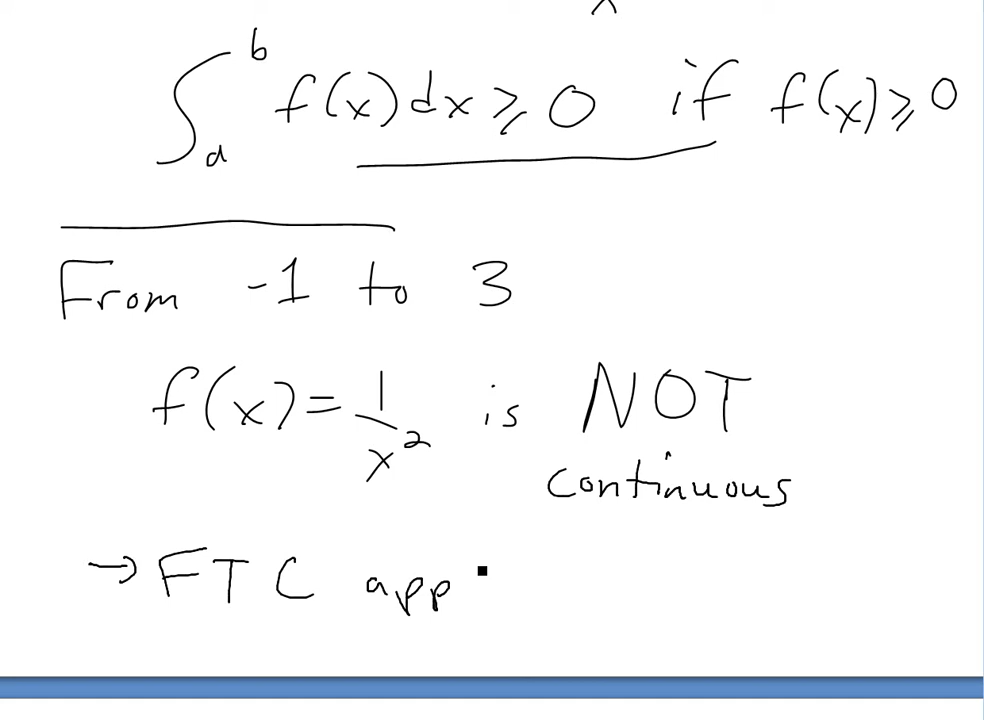 ∫_a^b f(x)dx ⩾ 0 if f(x) ⩾ 0
From -1 to 3
f(x) = 1/x² is NOT
continuous
→ FTC app